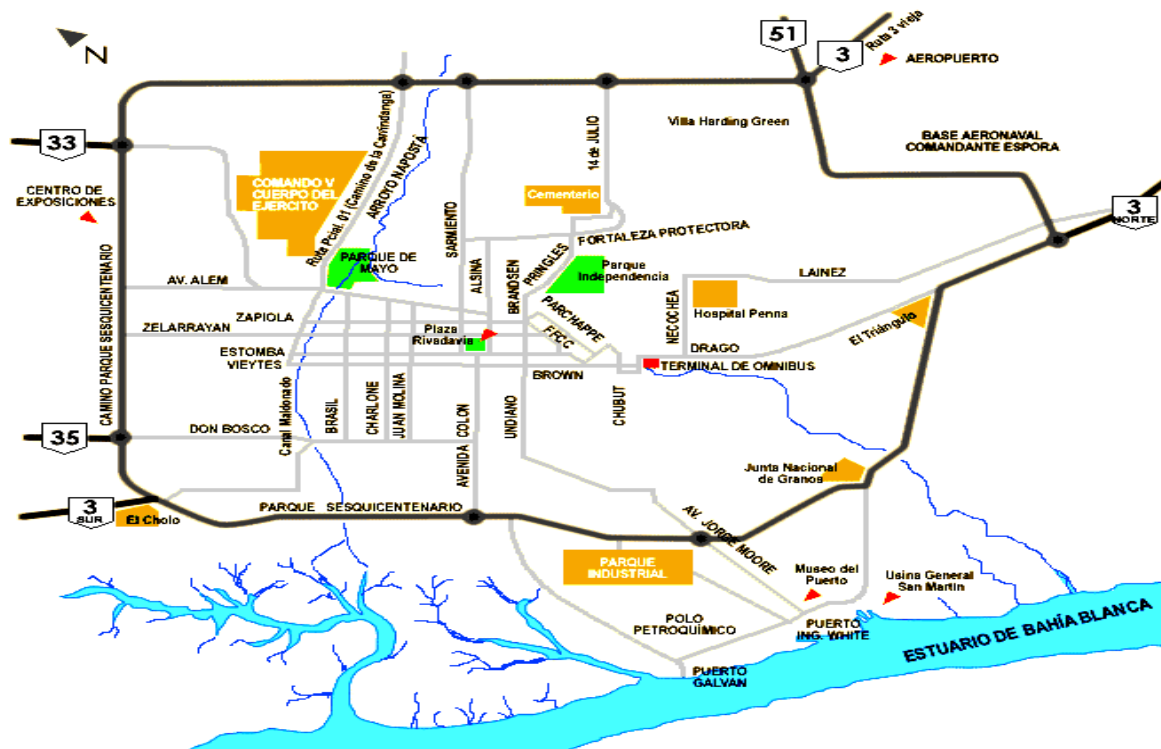 51
3
Ruta 3 vieja
AEROPUERTO
N
33
CENTRO DE
EXPOSICIONES
COMANDO V
CUERPO DEL
EJERCITO
Ruta Pcial. 01 (Camino de la Carrindanga)
ARROYO NAPOSTÁ
14 de JULIO
Villa Harding Green
BASE AERONAVAL
COMANDANTE ESPORA
3
NORTE
Cementerio
FORTALEZA PROTECTORA
SARMIENTO
ALSINA
BRANDSEN
PRINGLES
PARQUE DE
MAYO
Parque
Independencia
CAMINO PARQUE SESQUICENTENARIO
AV. ALEM
LAINEZ
ZAPIOLA
ZELARRAYAN
Plaza
Rivadavia
PARCHAPPE
FFCC
NECOCHEA
Hospital Penna
El Triángulo
ESTOMBA
VIEYTES
DRAGO
BROWN
TERMINAL DE OMNIBUS
Canal Maldonado
BRASIL
CHARLONE
JUAN MOLINA
AVENIDA COLON
UNDIANO
CHUBUT
35
DON BOSCO
Junta Nacional
de Granos
3
SUR
El Cholo
PARQUE SESQUICENTENARIO
AV. JORGE MOORE
PARQUE
INDUSTRIAL
Museo del
Puerto
Usina General
San Martin
POLO
PETROQUÍMICO
PUERTO
ING. WHITE
PUERTO
GALVAN
ESTUARIO DE BAHÍA BLANCA